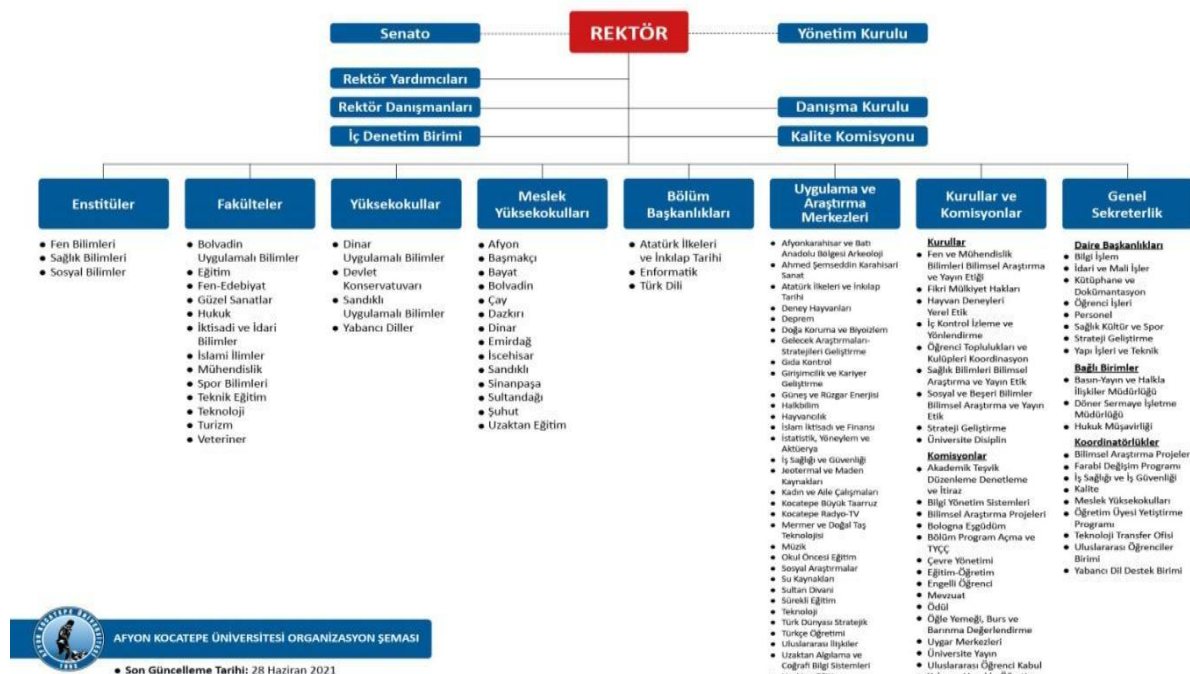 Senato
REKTÖR
Yönetim Kurulu
Rektör Yardımcıları
Rektör Danışmanları
Danışma Kurulu
İç Denetim Birimi
Kalite Komisyonu
Enstitüler
• Fen Bilimleri
• Sağlık Bilimleri
• Sosyal Bilimler
Fakülteler
• Bolvadin
Uygulamalı Bilimler
• Eğitim
• Fen-Edebiyat
• Güzel Sanatlar
• Hukuk
• İktisadi ve İdari
Bilimler
• İslami İlimler
• Mühendislik
• Spor Bilimleri
• Teknik Eğitim
• Teknoloji
• Turizm
• Veteriner
Yüksekokullar
• Dinar
Uygulamalı Bilimler
• Devlet
Konservatuvarı
• Sandıklı
Uygulamalı Bilimler
• Yabancı Diller
Meslek
Yüksekokulları
• Afyon
• Başmakçı
• Bayat
• Bolvadin
• Çay
• Dazkırı
• Dinar
• Emirdağ
• İscehisar
• Sandıklı
• Sinanpaşa
• Sultandağı
• Şuhut
• Uzaktan Eğitim
Bölüm
Başkanlıkları
• Atatürk İlkeleri
ve İnkılap Tarihi
• Enformatik
• Türk Dili
Uygulama ve
Araştırma
Merkezleri
• Afyonkarahisar ve Batı
Anadolu Bölgesi Arkeoloji
• Ahmed Şemseddin Karahisari
Sanat
• Atatürk İlkeleri ve İnkılap
Tarihi
• Deney Hayvanları
• Deprem
• Doğa Koruma ve Biyoizlem
• Gelecek Araştırmaları-
Stratejileri Geliştirme
• Gıda Kontrol
• Girişimcilik ve Kariyer
Geliştirme
• Güneş ve Rüzgar Enerjisi
• Halkbilim
• Hayvancılık
• İslam İktisadı ve Finansı
• İstatistik, Yöneylem ve
Aktüerya
• İş Sağlığı ve Güvenliği
• Jeotermal ve Maden
Kaynakları
• Kadın ve Aile Çalışmaları
• Kocatepe Büyük Taarruz
• Kocatepe Radyo-TV
• Mermer ve Doğal Taş
Teknolojisi
• Müzik
• Okul Öncesi Eğitim
• Sosyal Araştırmalar
• Su Kaynakları
• Sultan Divani
• Sürekli Eğitim
• Teknoloji
• Türk Dünyası Stratejik
• Türkçe Öğretimi
• Uluslararası İlişkiler
• Uzaktan Algılama ve
Coğrafi Bilgi Sistemleri
Kurullar ve
Komisyonlar
Kurullar
• Fen ve Mühendislik
Bilimleri Bilimsel Araştırma
ve Yayın Etiği
• Fikri Mülkiyet Hakları
• Hayvan Deneyleri
Yerel Etik
• İç Kontrol İzleme ve
Yönlendirme
• Öğrenci Toplulukları ve
Kulüpleri Koordinasyon
• Sağlık Bilimleri Bilimsel
Araştırma ve Yayın Etik
• Sosyal ve Beşeri Bilimler
Bilimsel Araştırma ve Yayın
Etik
• Strateji Geliştirme
• Üniversite Disiplin
Komisyonlar
• Akademik Teşvik
Düzenleme Denetleme
ve İtiraz
• Bilgi Yönetim Sistemleri
• Bilimsel Araştırma Projeleri
• Bologna Eşgüdüm
• Bölüm Program Açma ve
TYÇÇ
• Çevre Yönetimi
• Eğitim-Öğretim
• Engelli Öğrenci
• Mevzuat
• Ödül
• Öğle Yemeği, Burs ve
Barınma Değerlendirme
• Uygar Merkezleri
• Üniversite Yayın
• Uluslararası Öğrenci Kabul
Genel
Sekreterlik
Daire Başkanlıkları
• Bilgi İşlem
• İdari ve Mali İşler
• Kütüphane ve
Dokümantasyon
• Öğrenci İşleri
• Personel
• Sağlık Kültür ve Spor
• Strateji Geliştirme
• Yapı İşleri ve Teknik
Bağlı Birimler
• Basın-Yayın ve Halkla
İlişkiler Müdürlüğü
• Döner Sermaye İşletme
Müdürlüğü
• Hukuk Müşavirliği
Koordinatörlükler
• Bilimsel Araştırma Projeler
• Farabi Değişim Programı
• İş Sağlığı ve İş Güvenliği
• Kalite
• Meslek Yüksekokulları
• Öğretim Üyesi Yetiştirme
Programı
• Teknoloji Transfer Ofisi
• Uluslararası Öğrenciler
Birimi
• Yabancı Dil Destek Birimi
AFYON KOCATEPE ÜNİVERSİTESİ
1992
AFYON KOCATEPE ÜNİVERSİTESİ ORGANİZASYON ŞEMASI
• Son Güncelleme Tarihi: 28 Haziran 2021